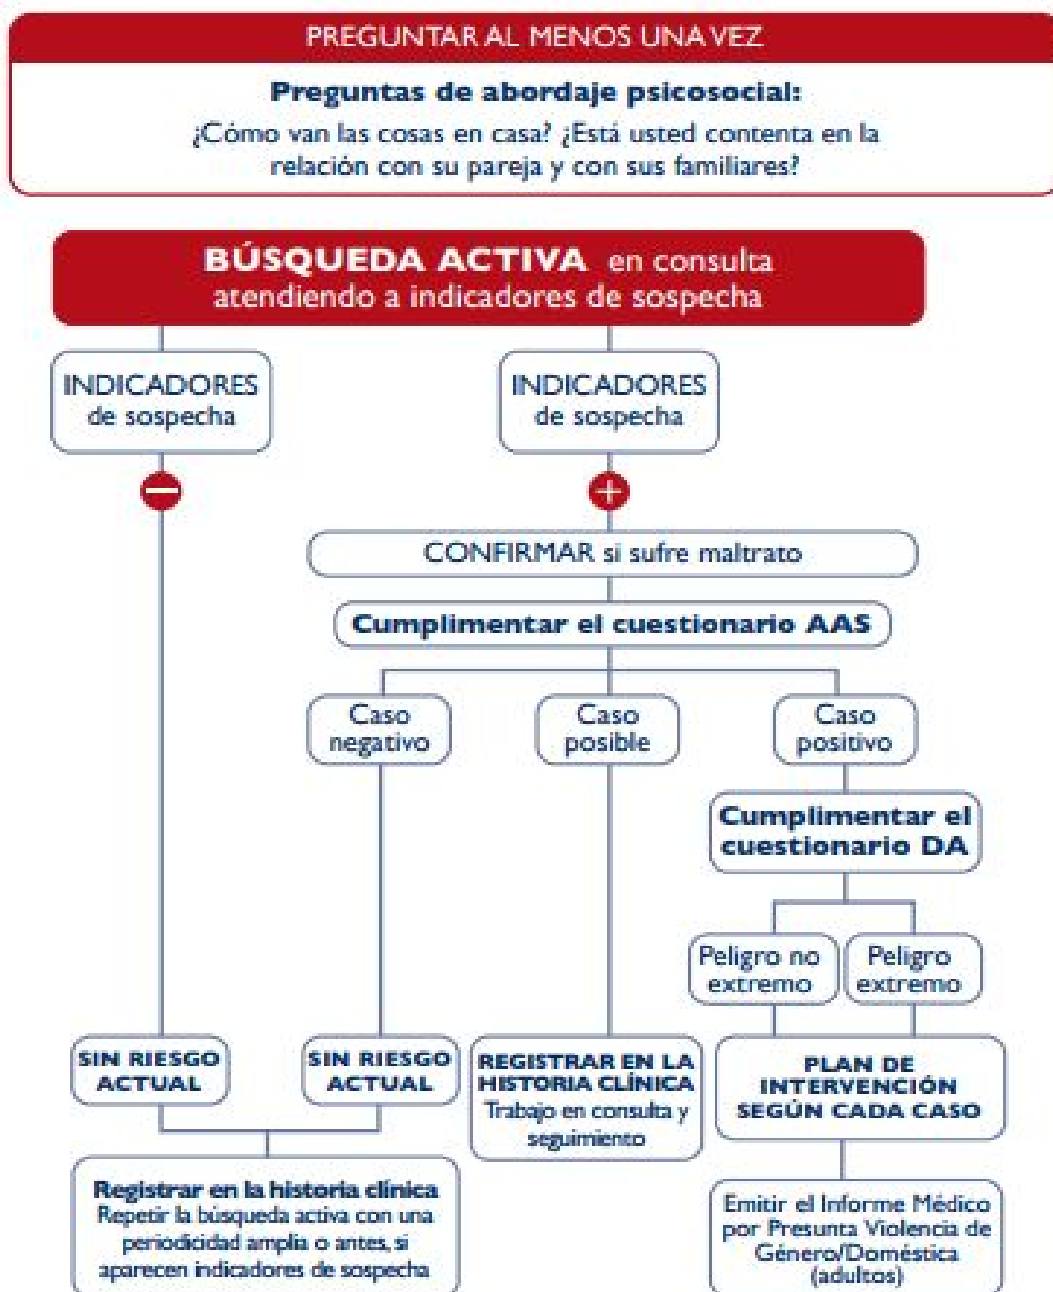 PREGUNTAR AL MENOS UNA VEZ
Preguntas de abordaje psicosocial:
¿Cómo van las cosas en casa? ¿Está usted contenta en la
relación con su pareja y con sus familiares?
BÚSQUEDA ACTIVA en consulta
atendiendo a indicadores de sospecha
INDICADORES
de sospecha
INDICADORES
de sospecha
−
+
CONFIRMAR si sufre maltrato
Cumplimentar el cuestionario AAS
Caso
negativo
Caso
posible
Caso
positivo
Cumplimentar el
cuestionario DA
Peligro no
extremo
Peligro
extremo
SIN RIESGO
ACTUAL
SIN RIESGO
ACTUAL
REGISTRAR EN LA
HISTORIA CLÍNICA
Trabajo en consulta y
seguimiento
PLAN DE
INTERVENCIÓN
SEGÚN CADA CASO
Registrar en la historia clínica
Repetir la búsqueda activa con una
periodicidad amplia o antes, si
aparecen indicadores de sospecha
Emitir el Informe Médico
por Presunta Violencia de
Género/Doméstica
(adultos)